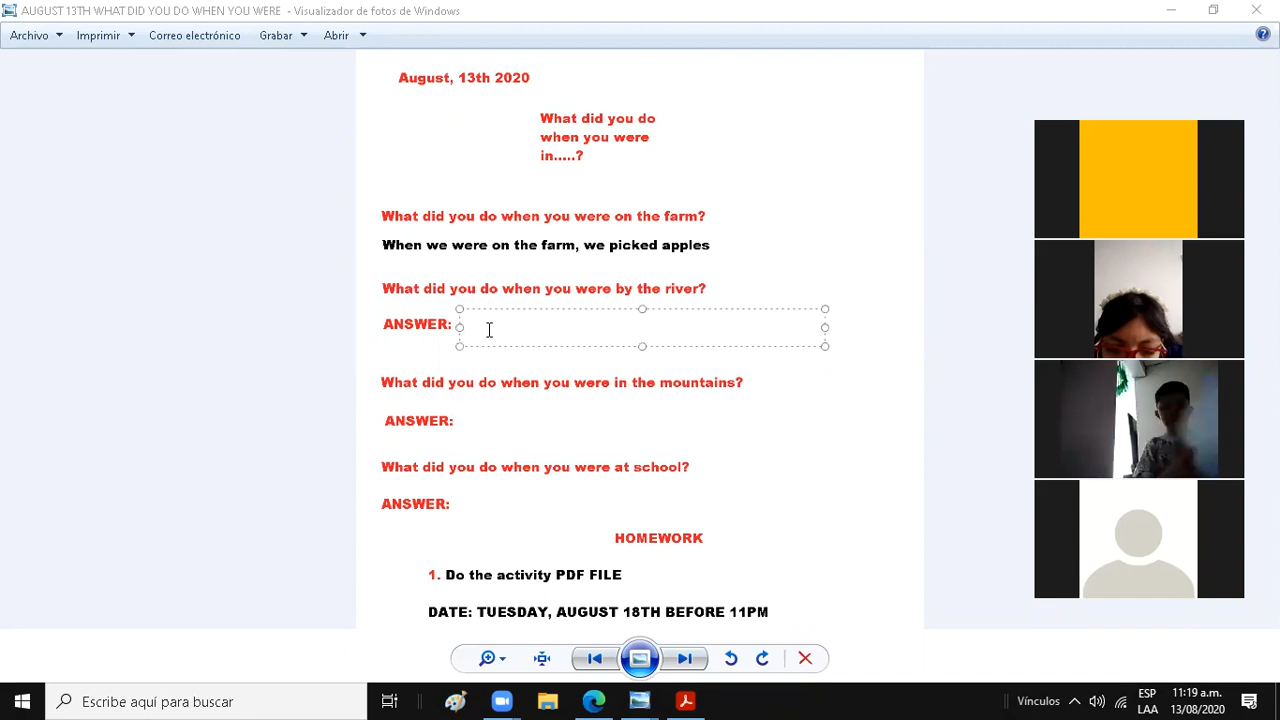 AUGUST 13TH WHAT DID YOU DO WHEN YOU WERE - Visualizador de fotos de Windows
Archivo Imprimir Correo electrónico Grabar Abrir
August, 13th 2020
What did you do
when you were
in.....?
What did you do when you were on the farm?
When we were on the farm, we picked apples
What did you do when you were by the river?
ANSWER:
What did you do when you were in the mountains?
ANSWER:
What did you do when you were at school?
ANSWER:
HOMEWORK
1. Do the activity PDF FILE
DATE: TUESDAY, AUGUST 18TH BEFORE 11PM
Escribe aquí para buscar
Vínculos
ESP
LAA
11:19 a.m.
13/08/2020